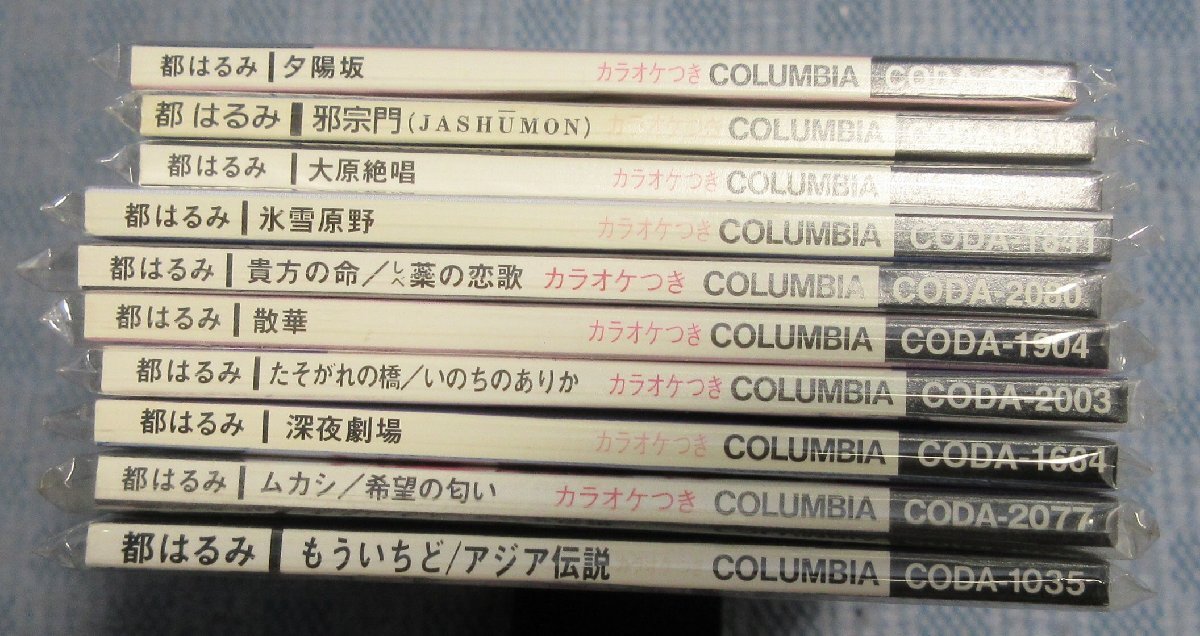 都はるみ 夕陽坂 カラオケつき COLUMBIA CODA
都はるみ 邪宗門(JASHŪMON) カラオケつき COLUMBIA
都はるみ 大原絶唱 カラオケつき COLUMBIA
都はるみ 氷雪原野 カラオケつき COLUMBIA
都はるみ 貴方の命/蘂の恋歌 しべ カラオケつき COLUMBIA CODA-2080
都はるみ 散華 カラオケつき COLUMBIA CODA-1904
都はるみ たそがれの橋/いのちのありか カラオケつき COLUMBIA CODA-2003
都はるみ 深夜劇場 カラオケつき COLUMBIA CODA-1664
都はるみ ムカシ/希望の匂い カラオケつき COLUMBIA CODA-2077
都はるみ もういちど/アジア伝説 COLUMBIA CODA-1035